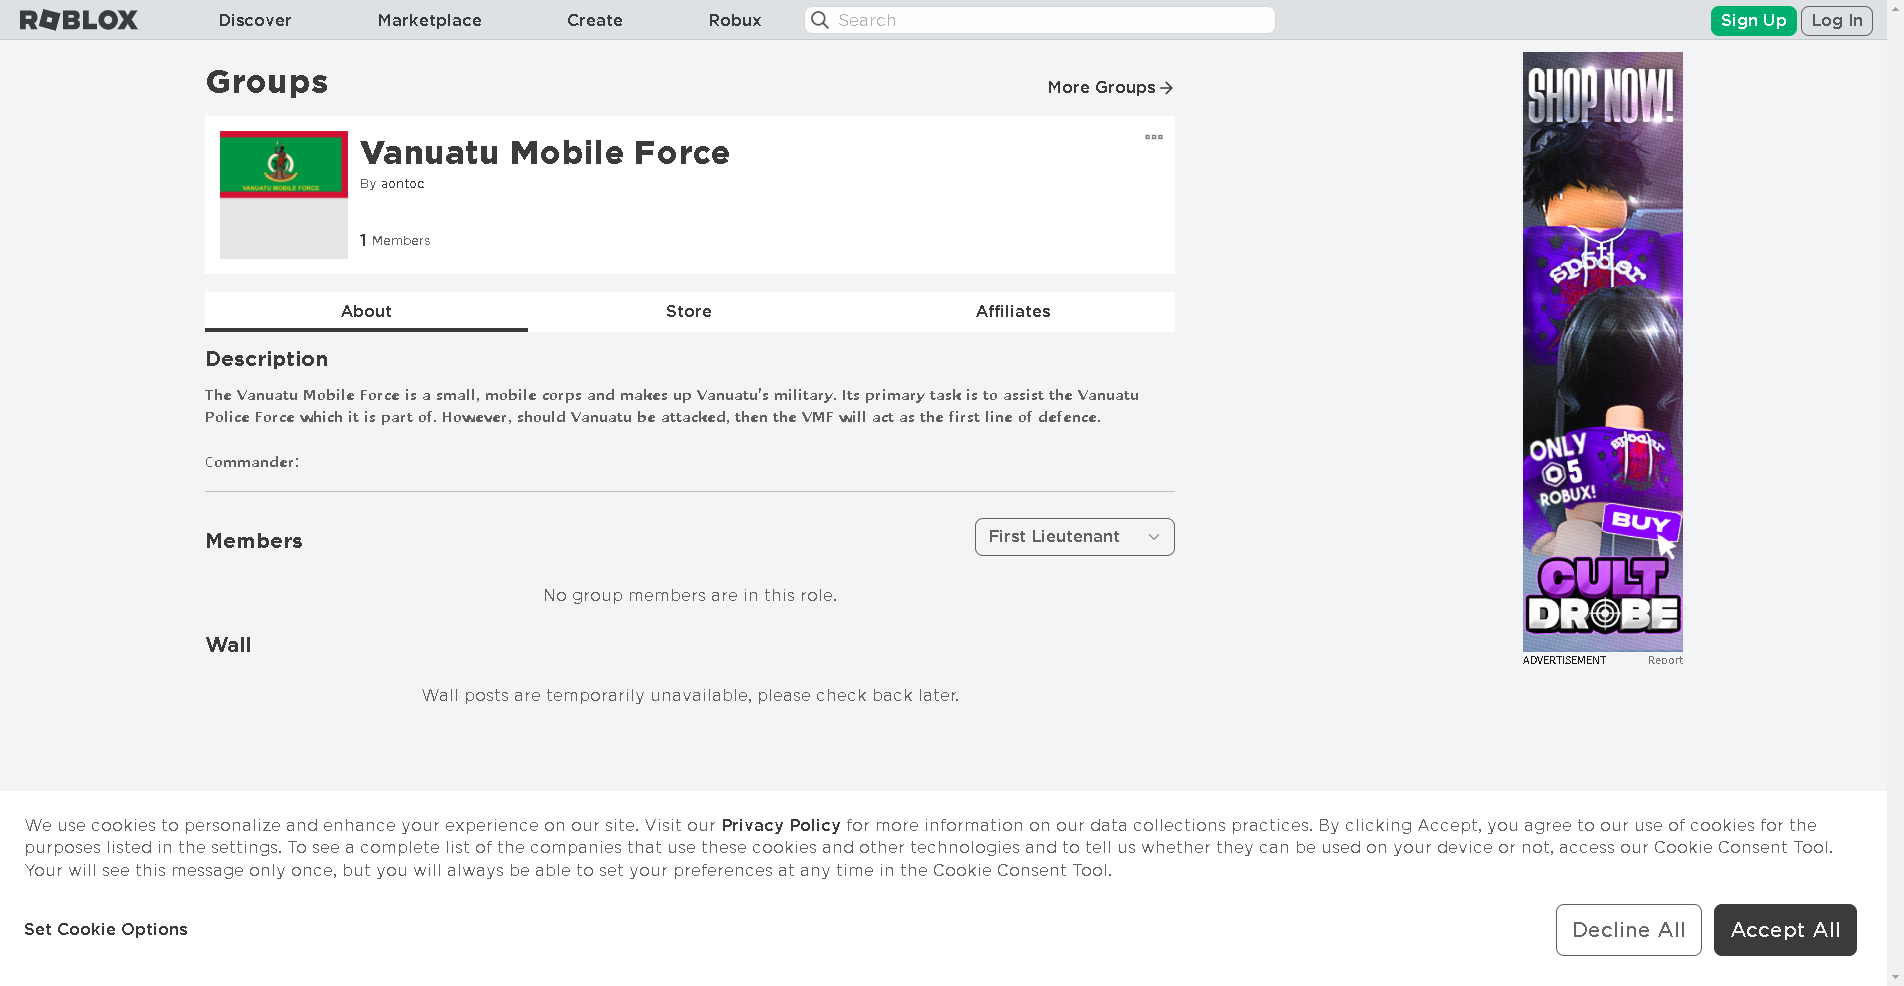 ROBLOX Discover Marketplace Create Robux Search Sign Up Log In
Groups
More Groups
VANUATU MOBILE FORCE
Vanuatu Mobile Force
By aontoc
1 Members
About Store Affiliates
Description
The Vanuatu Mobile Force is a small, mobile corps and makes up Vanuatu's military. Its primary task is to assist the Vanuatu
Police Force which it is part of. However, should Vanuatu be attacked, then the VMF will act as the first line of defence.
Commander:
Members
First Lieutenant
No group members are in this role.
Wall
Wall posts are temporarily unavailable, please check back later.
SHOP NOW!
spider
spider
ONLY
5
ROBUX!
BUY
CULT
DROBE
ADVERTISEMENT Report
We use cookies to personalize and enhance your experience on our site. Visit our Privacy Policy for more information on our data collections practices. By clicking Accept, you agree to our use of cookies for the
purposes listed in the settings. To see a complete list of the companies that use these cookies and other technologies and to tell us whether they can be used on your device or not, access our Cookie Consent Tool.
Your will see this message only once, but you will always be able to set your preferences at any time in the Cookie Consent Tool.
Set Cookie Options
Decline All Accept All